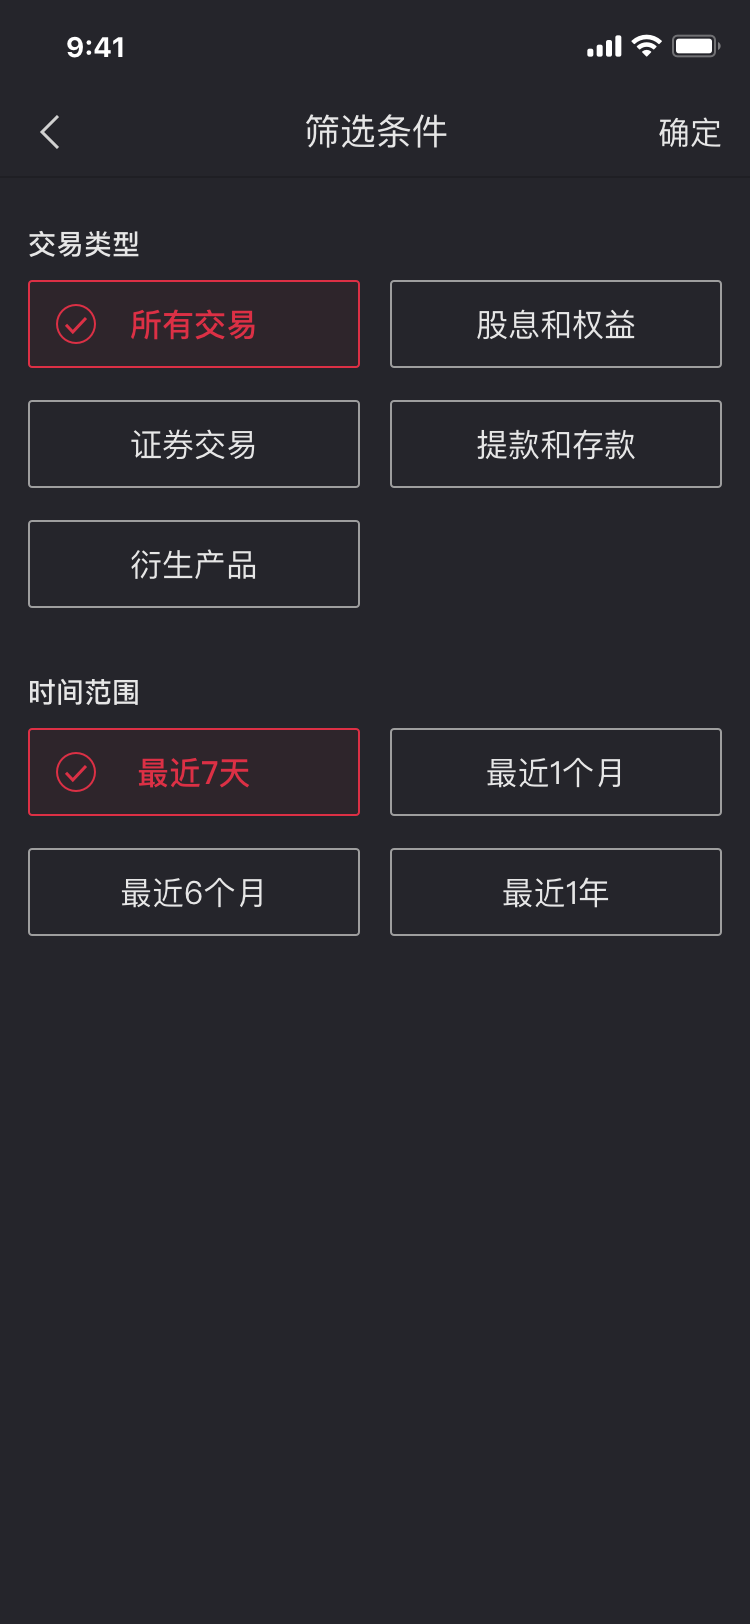 9:41
筛选条件
确定
交易类型
所有交易
股息和权益
证券交易
提款和存款
衍生产品
时间范围
最近7天
最近1个月
最近6个月
最近1年